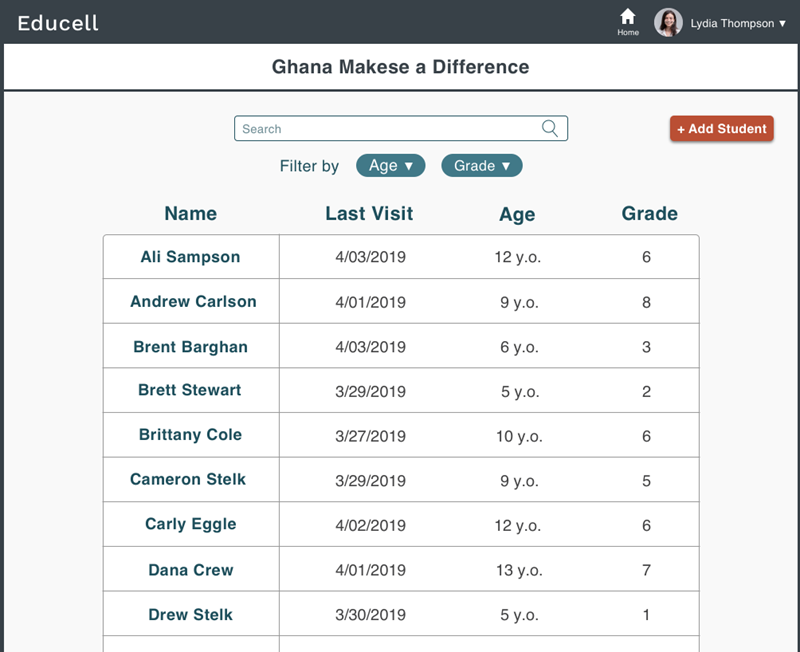 Educell
Home
Lydia Thompson ▼
Ghana Makese a Difference
Search
+ Add Student
Filter by Age ▼ Grade ▼
Name Last Visit Age Grade
Ali Sampson 4/03/2019 12 y.o. 6
Andrew Carlson 4/01/2019 9 y.o. 8
Brent Barghan 4/03/2019 6 y.o. 3
Brett Stewart 3/29/2019 5 y.o. 2
Brittany Cole 3/27/2019 10 y.o. 6
Cameron Stelk 3/29/2019 9 y.o. 5
Carly Eggle 4/02/2019 12 y.o. 6
Dana Crew 4/01/2019 13 y.o. 7
Drew Stelk 3/30/2019 5 y.o. 1